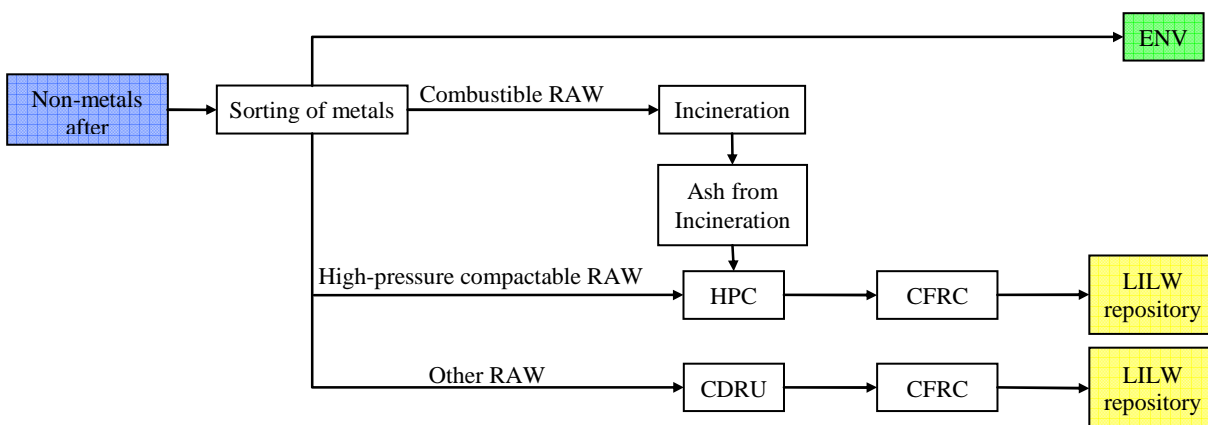 ENV
Non-metals
after
Sorting of metals
Combustible RAW
Incineration
Ash from
Incineration
High-pressure compactable RAW
HPC
CFRC
LILW
repository
Other RAW
CDRU
CFRC
LILW
repository